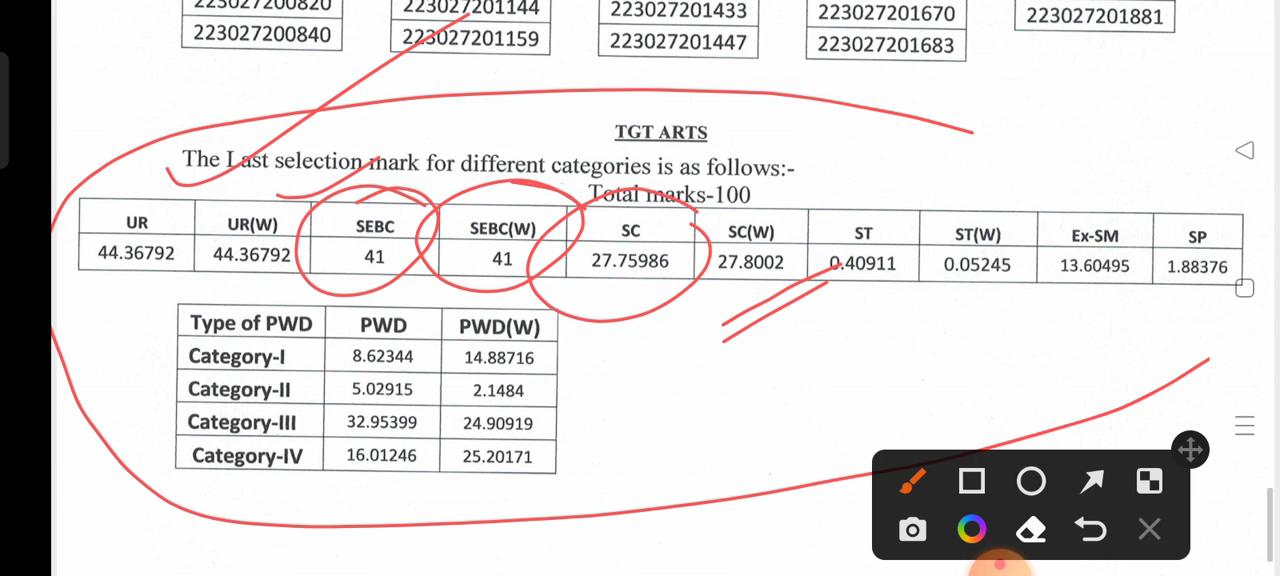 223027200820 223027201144 223027201433 223027201670 223027201881
223027200840 223027201159 223027201447 223027201683
TGT ARTS
The Last selection mark for different categories is as follows:-
Total marks-100
UR UR(W) SEBC SEBC(W) SC SC(W) ST ST(W) Ex-SM SP
44.36792 44.36792 41 41 27.75986 27.8002 0.40911 0.05245 13.60495 1.88376
Type of PWD PWD PWD(W)
Category-I 8.62344 14.88716
Category-II 5.02915 2.1484
Category-III 32.95399 24.90919
Category-IV 16.01246 25.20171